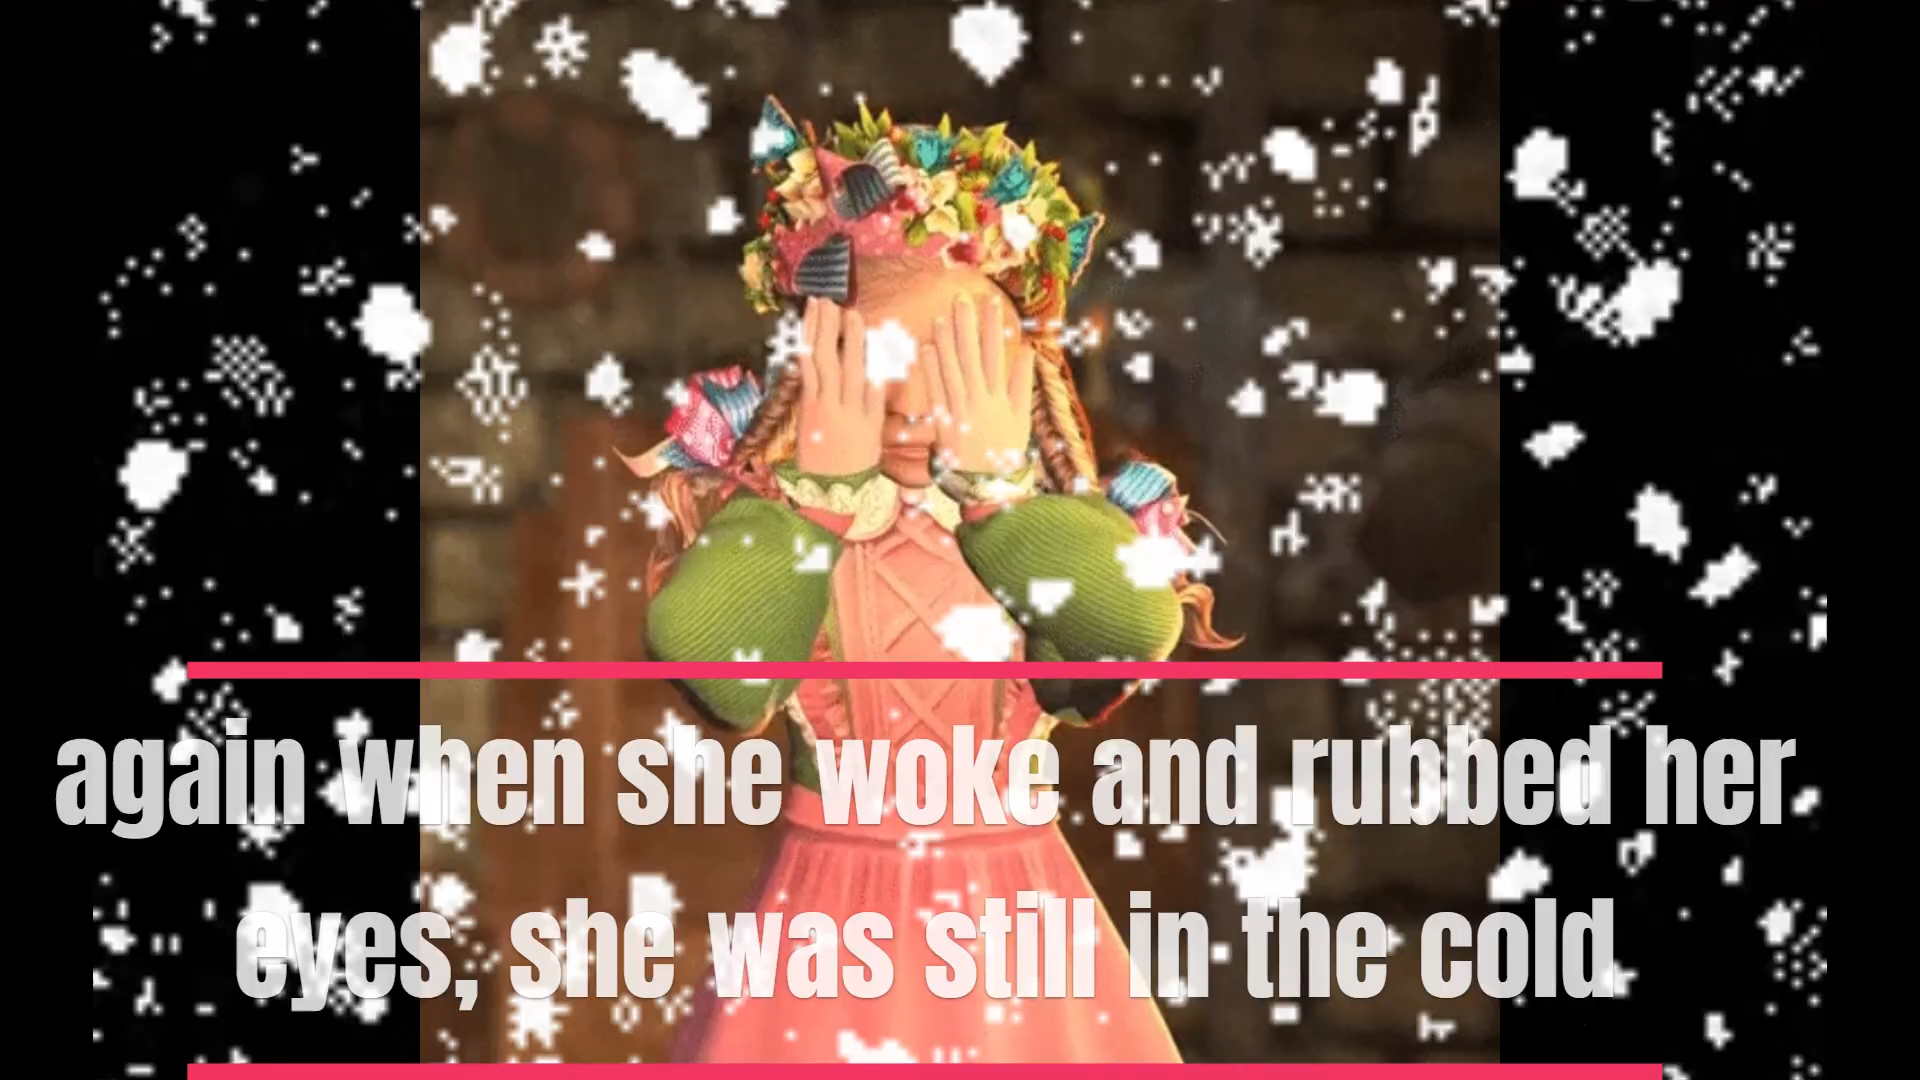 again when she woke and rubbed her
eyes, she was still in the cold